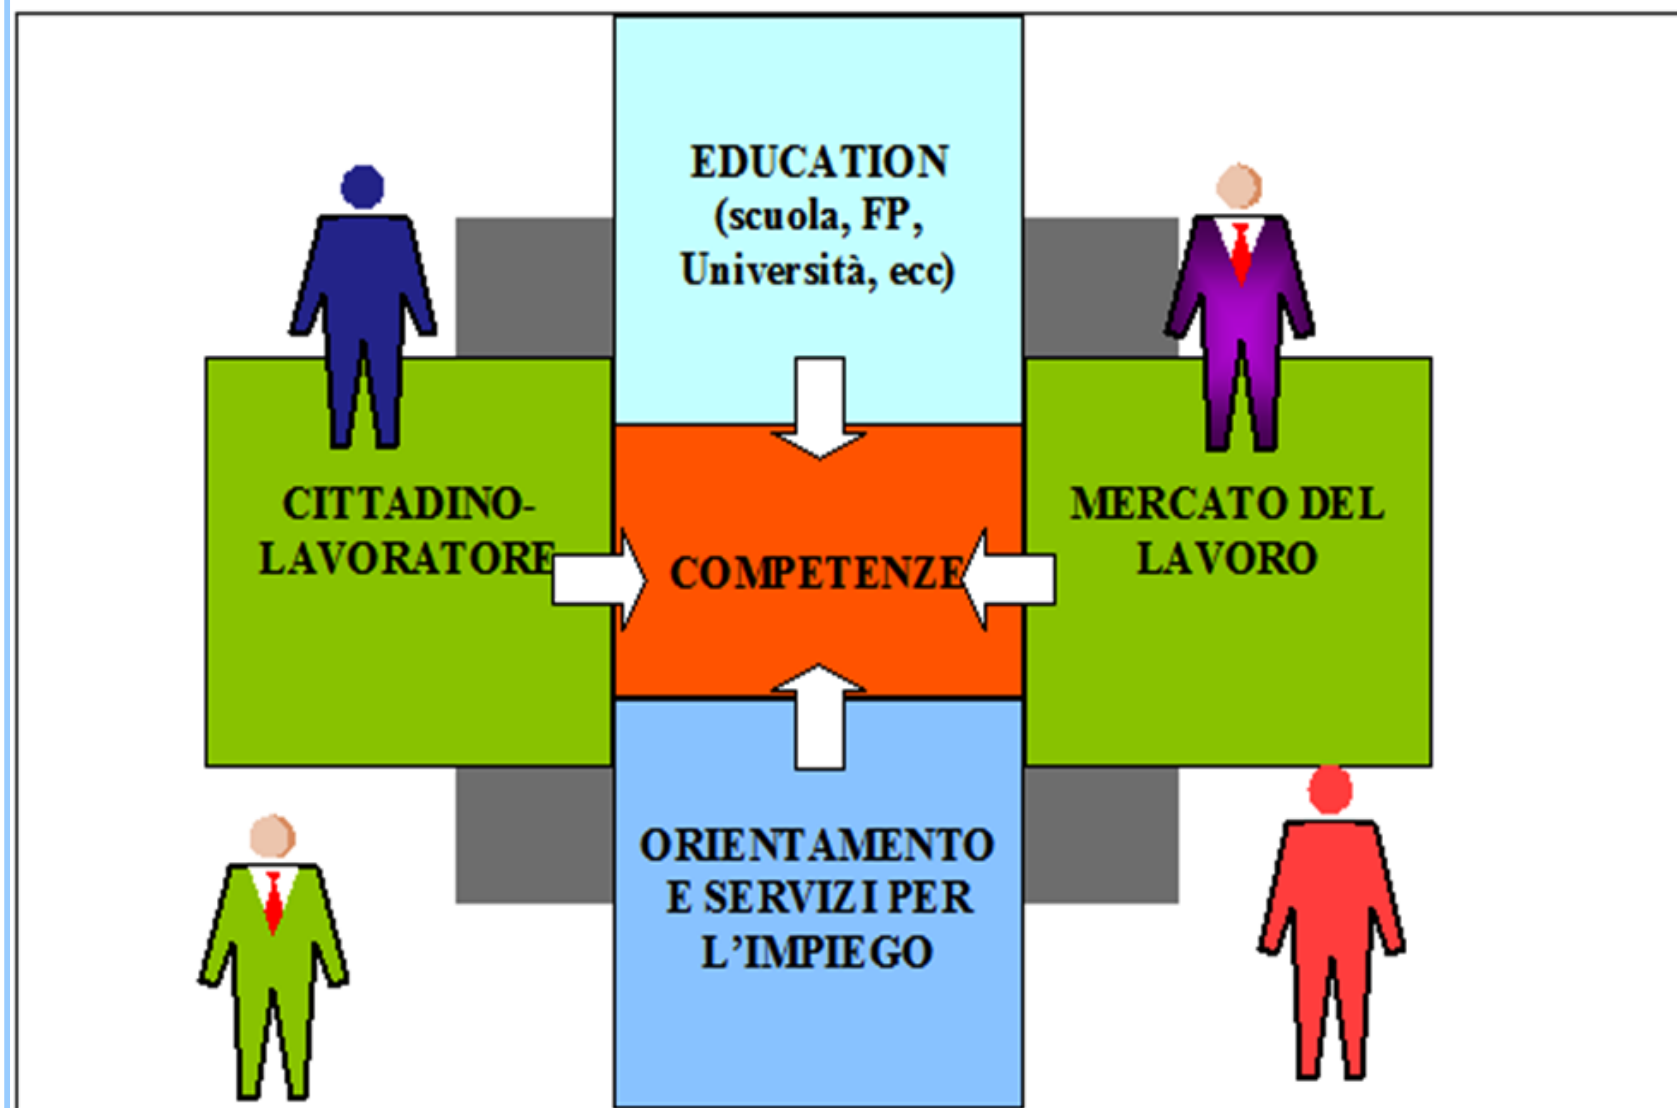 EDUCATION
(scuola, FP,
Università, ecc)
CITTADINO-
LAVORATORE
COMPETENZE
MERCATO DEL
LAVORO
ORIENTAMENTO
E SERVIZI PER
L’IMPIEGO